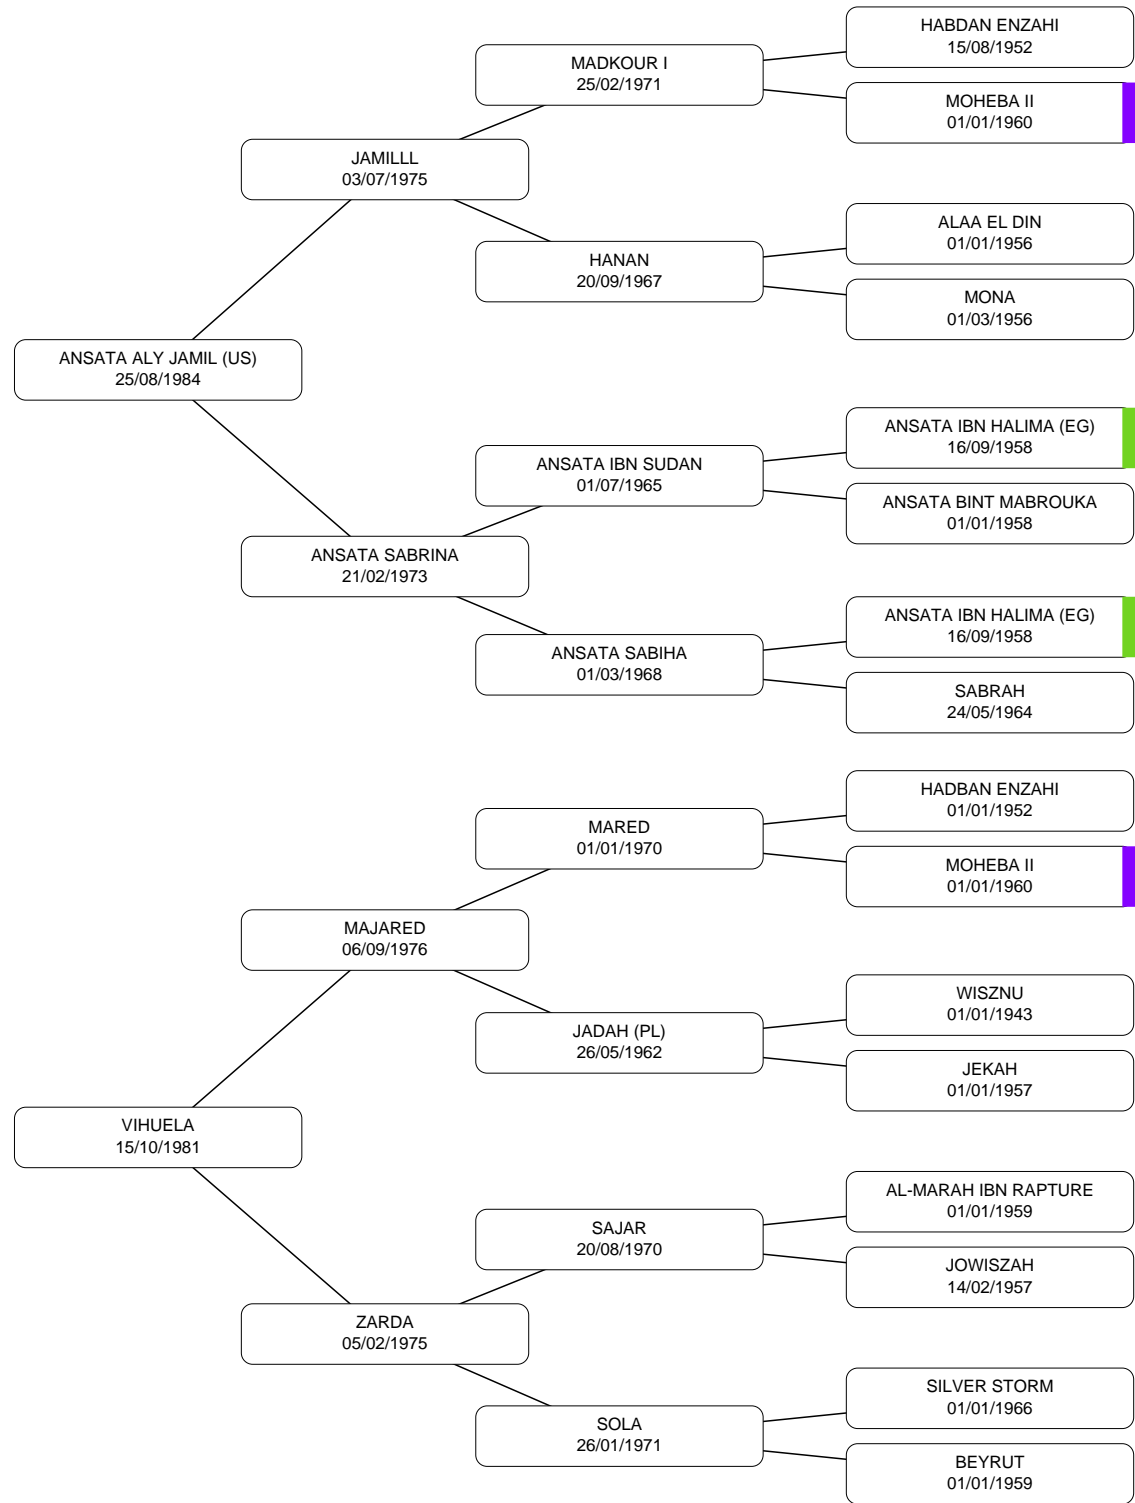 HABDAN ENZAHI
15/08/1952
MADKOUR I
25/02/1971
MOHEBA II
01/01/1960
JAMILLL
03/07/1975
ALAA EL DIN
01/01/1956
HANAN
20/09/1967
MONA
01/03/1956
ANSATA ALY JAMIL (US)
25/08/1984
ANSATA IBN HALIMA (EG)
16/09/1958
ANSATA IBN SUDAN
01/07/1965
ANSATA BINT MABROUKA
01/01/1958
ANSATA SABRINA
21/02/1973
ANSATA IBN HALIMA (EG)
16/09/1958
ANSATA SABIHA
01/03/1968
SABRAH
24/05/1964
HADBAN ENZAHI
01/01/1952
MARED
01/01/1970
MOHEBA II
01/01/1960
MAJARED
06/09/1976
WISZNU
01/01/1943
JADAH (PL)
26/05/1962
JEKAH
01/01/1957
VIHUELA
15/10/1981
AL-MARAH IBN RAPTURE
01/01/1959
SAJAR
20/08/1970
JOWISZAH
14/02/1957
ZARDA
05/02/1975
SILVER STORM
01/01/1966
SOLA
26/01/1971
BEYRUT
01/01/1959